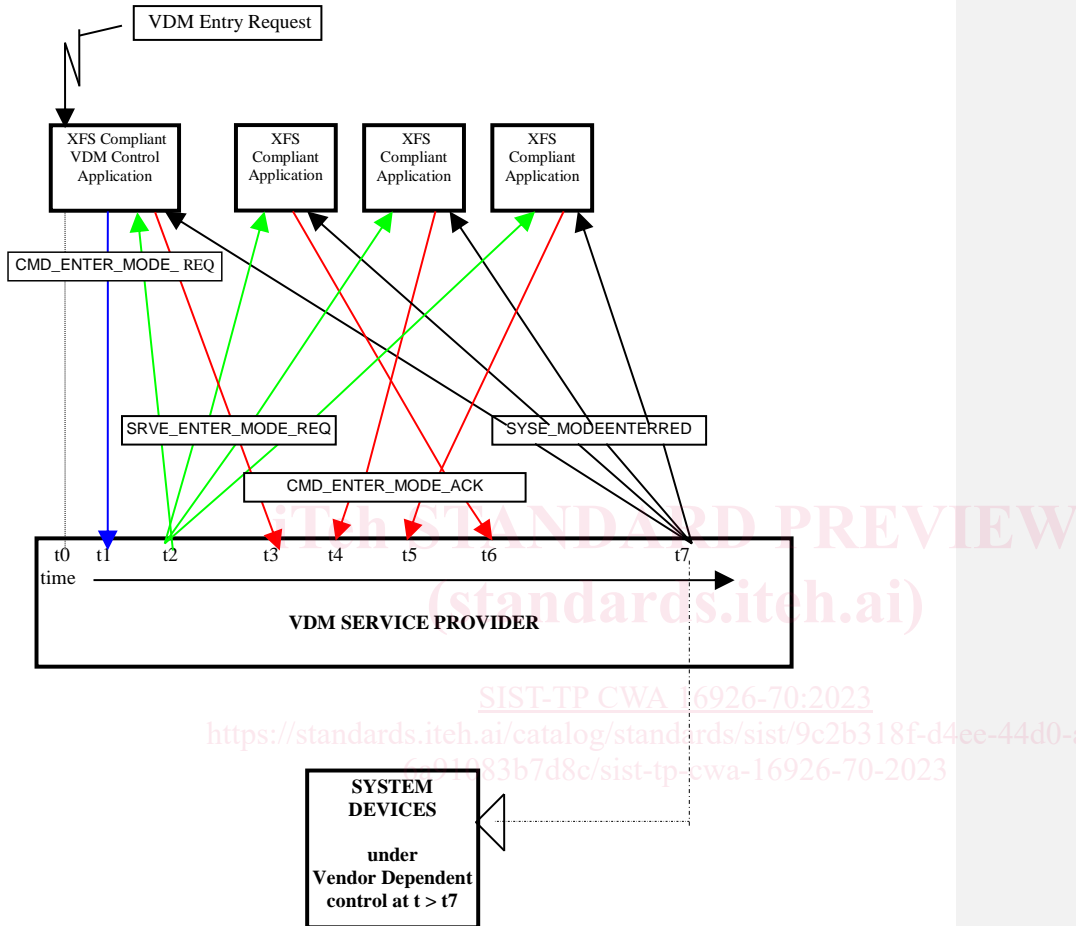 VDM Entry Request
XFS Compliant
VDM Control
Application
XFS
Compliant
Application
XFS
Compliant
Application
XFS
Compliant
Application
CMD_ENTER_MODE_ REQ
SRVE_ENTER_MODE_REQ
SYSE_MODEENTERRED
CMD_ENTER_MODE_ACK
iTeh STANDARD PREVIEW
t0 t1 t2 t3 t4 t5 t6 t7
time
(standards.iteh.ai)
VDM SERVICE PROVIDER
SIST-TP CWA 16926-70:2023
https://standards.iteh.ai/catalog/standards/sist/9c2b318f-d4ee-44d0-a
6a91083b7d8c/sist-tp-cwa-16926-70-2023
SYSTEM
DEVICES
under
Vendor Dependent
control at t > t7